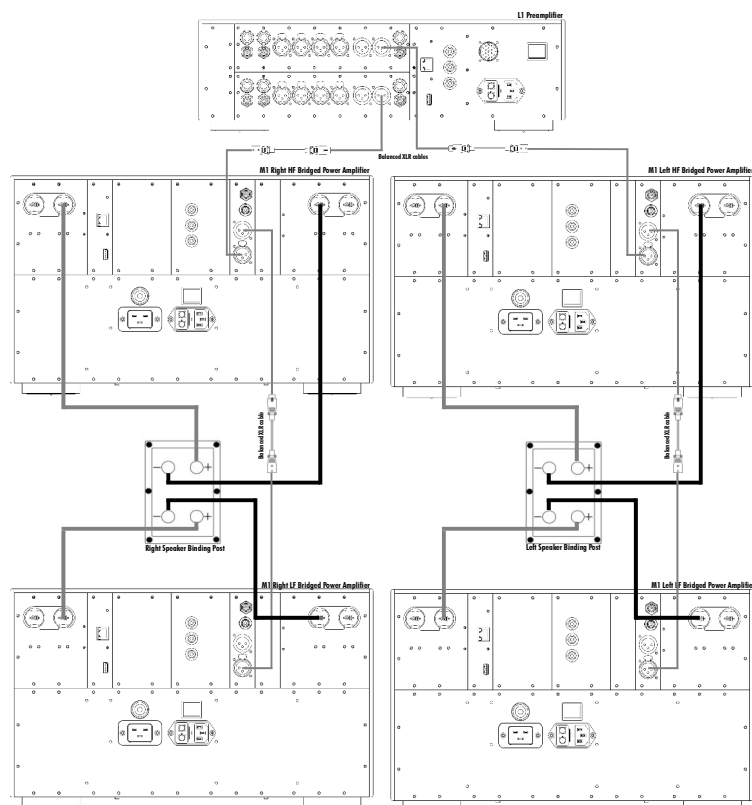 L1 Preamplifier
Balanced XLR cables
M1 Right HF Bridged Power Amplifier
M1 Left HF Bridged Power Amplifier
Balanced XLR cable
Balanced XLR cable
− +
− +
− +
− +
Right Speaker Binding Post
Left Speaker Binding Post
M1 Right LF Bridged Power Amplifier
M1 Left LF Bridged Power Amplifier